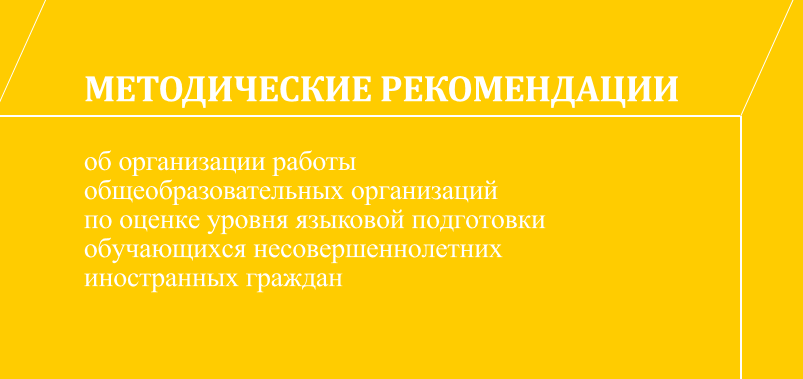 МЕТОДИЧЕСКИЕ РЕКОМЕНДАЦИИ
об организации работы
общеобразовательных организаций
по оценке уровня языковой подготовки
обучающихся несовершеннолетних
иностранных граждан